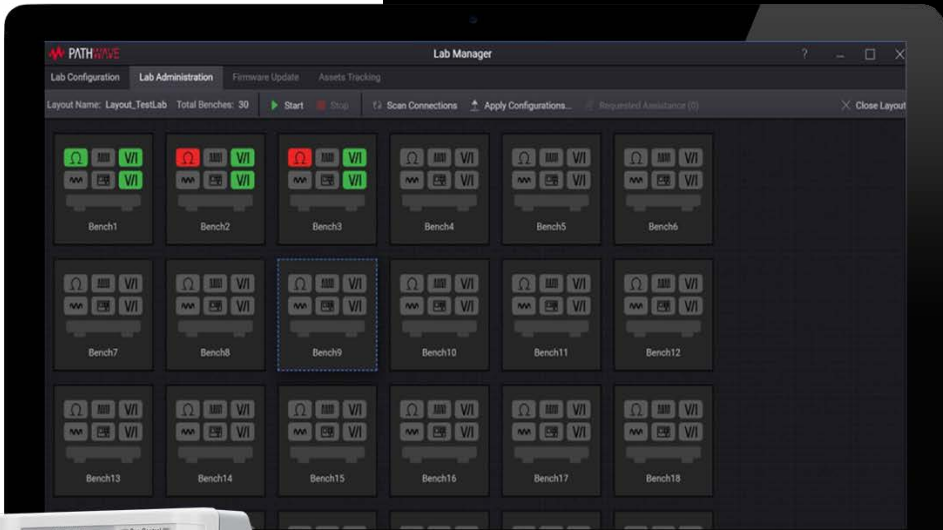 PATHWAVE Lab Manager ?
Lab Configuration Lab Administration Firmware Update Assets Tracking
Layout Name: Layout_TestLab Total Benches: 30 Start Stop Scan Connections Apply Configurations... Requested Assistance (0) Close Layout
Ω V/I Ω V/I Ω V/I Ω V/I Ω V/I Ω V/I
V/I V/I V/I V/I V/I V/I
Bench1 Bench2 Bench3 Bench4 Bench5 Bench6
Ω V/I Ω V/I Ω V/I Ω V/I Ω V/I Ω V/I
V/I V/I V/I V/I V/I V/I
Bench7 Bench8 Bench9 Bench10 Bench11 Bench12
Ω V/I Ω V/I Ω V/I Ω V/I Ω V/I Ω V/I
V/I V/I V/I V/I V/I V/I
Bench13 Bench14 Bench15 Bench16 Bench17 Bench18